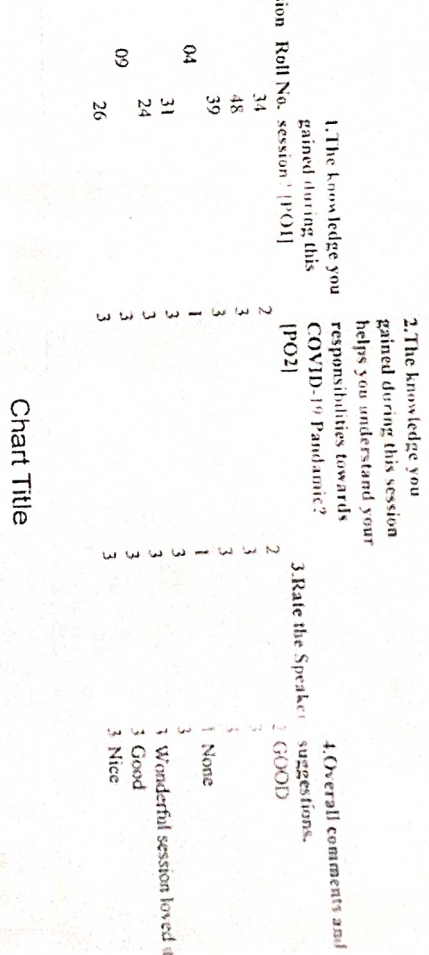 2.The knowledge you
gained during this session
1.The knowledge you helps you understand your 4.Overall comments and
gained during this responsibilities towards
Roll No. session? [PO1] COVID-19 Pandamic? 3.Rate the Speaker suggestions.
[PO2]
34 2 2 2 GOOD
48 3 3 3
39 3 3 3
04 1 1 1 None
31 3 3 3
24 3 3 3 Wonderful session loved
09 3 3 3 Good
26 3 3 3 Nice
Chart Title